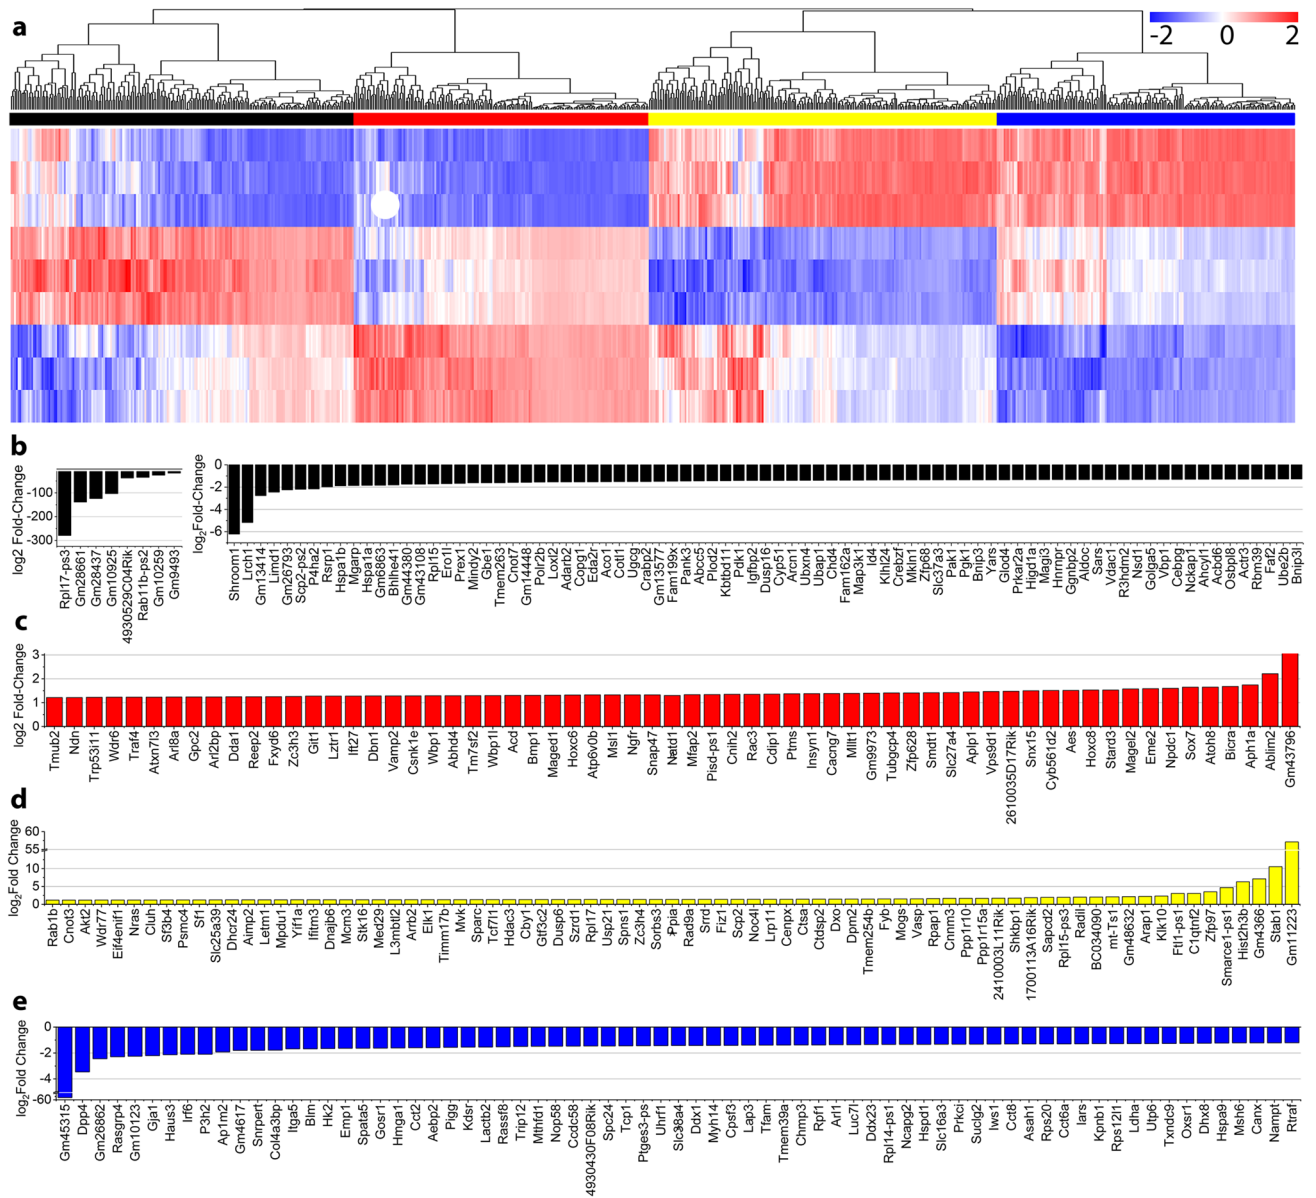 a
-2 0 2
b
log2 Fold-Change
-100
-200
-300
Rpl17-ps3
Gm28661
Gm28437
Gm10925
4930529C04Rik
Rab11b-ps2
Gm10259
Gm9493
log2Fold-Change
0
-2
-4
-6
Shroom1
Lrch1
Gm13414
Limd1
Gm26793
Scp2-ps2
P4ha2
Rsrp1
Hspa1b
Mgarp
Hspa1a
Gm6863
Bhlhe41
Gm44380
Gm43108
Rpl15
Ero1l
Prex1
Mindy2
Gbe1
Tmem263
Cnot7
Gm14448
Polr2b
Loxl2
Adarb2
Copg1
Eda2r
Aco1
Cotl1
Ugcg
Crabp2
Gm13577
Fam199x
Pank3
Abcc5
Plod2
Kbtbd11
Pdk1
Igfbp2
Dusp16
Cyp51
Arcn1
Ubxn4
Ubap1
Chd4
Fam162a
Map3k1
Id4
Klhl24
Crebzf
Mkln1
Zfp68
Slc37a3
Pak1
Pgk1
Bnip3
Yars
Glod4
Prkar2a
Higd1a
Magi3
Hnrnpr
Ggnbp2
Aldoc
Sars
Vdac1
R3hdm2
Nsd1
Golga5
Vbp1
Cebpg
Nckap1
Ahcyl1
Acbd6
Osbpl8
Actr3
Rbm39
Faf2
Ube2b
Bnip3l
c
log2 Fold-Change
3
2
1
0
Tmub2
Ndn
Trp53i11
Wdr6
Traf4
Atxn7l3
Arl8a
Gpc2
Arl2bp
Dda1
Reep2
Fxyd6
Zc3h3
Git1
Lztr1
Ift27
Dbn1
Vamp2
Csnk1e
Wbp1
Abhd4
Tm7sf2
Wbp1l
Acd
Bmp1
Maged1
Hoxc6
Atp6v0b
Msl1
Ngfr
Snap47
Natd1
Mfap2
Pisd-ps1
Cnih2
Rac3
Cdip1
Ptms
Insyn1
Cacng7
Mllt1
Gm9973
Tubgcp4
Zfp628
Smdt1
Slc27a4
Aplp1
Vps9d1
2610035D17Rik
Snx15
Cyb561d2
Aes
Hoxc8
Stard3
Magel2
Eme2
Npdc1
Sox7
Atoh8
Bicra
Aph1a
Ablim2
Gm43796
d
log2Fold Change
60
55
10
5
0
Rab1b
Cnot3
Akt2
Wdr77
Eif4enif1
Nras
Cluh
Sf3b4
Psmc4
Sf1
Slc25a39
Dhcr24
Aimp2
Letm1
Mpdu1
Yif1a
Ifitm3
Dnajb6
Mcm3
Stk16
Med29
L3mbtl2
Arrb2
Elk1
Timm17b
Mvk
Sparc
Tcf7l1
Hdac3
Cby1
Gtf3c2
Dusp6
Szrd1
Rpl17
Usp21
Spns1
Zc3h4
Sorbs3
Ppia
Rad9a
Srrd
Fiz1
Scp2
Noc4l
Lrp11
Cenpx
Ctsa
Ctdsp2
Dxo
Dpm2
Tmem254b
Fyb
Mogs
Vasp
Rpap1
Cnnm3
Ppp1r10
Ppp1r15a
2410003L11Rik
Shkbp1
1700113A16Rik
Sapcd2
Rpl15-ps3
Radil
BC034090
mt-Ts1
Gm48632
Arap1
Klk10
Ftl1-ps1
C1qtnf2
Zfp97
Smarce1-ps1
Hist2h3b
Gm4366
Stab1
Gm11223
e
log2Fold Change
0
-2
-4
-60
Gm45315
Dpp4
Gm26862
Rasgrp4
Gm10123
Gja1
Haus3
Irf6
P3h2
Ap1m2
Gm4617
Snrpert
Col4a3bp
Itga5
Blm
Hk2
Emp1
Spata5
Gosr1
Hmga1
Cct2
Aebp2
Pigg
Kdsr
Lactb2
Rassf8
Trip12
Mthfd1
Nop58
Ccdc58
4930430F08Rik
Spc24
Tcp1
Ptges3-ps
Uhrf1
Slc38a4
Ddx1
Myh14
Cpsf3
Lap3
Tfam
Tmem39a
Chmp3
Rpf1
Arl1
Luc7l
Ddx23
Rpl14-ps1
Ncapg2
Hspd1
Slc16a3
Prkci
Suclg2
Iws1
Cct8
Asah1
Rps20
Cct6a
Iars
Kpnb1
Rps12l1
Ldha
Utp6
Txndc9
Oxsr1
Dhx8
Hspa9
Msh6
Canx
Nampt
Rtraf